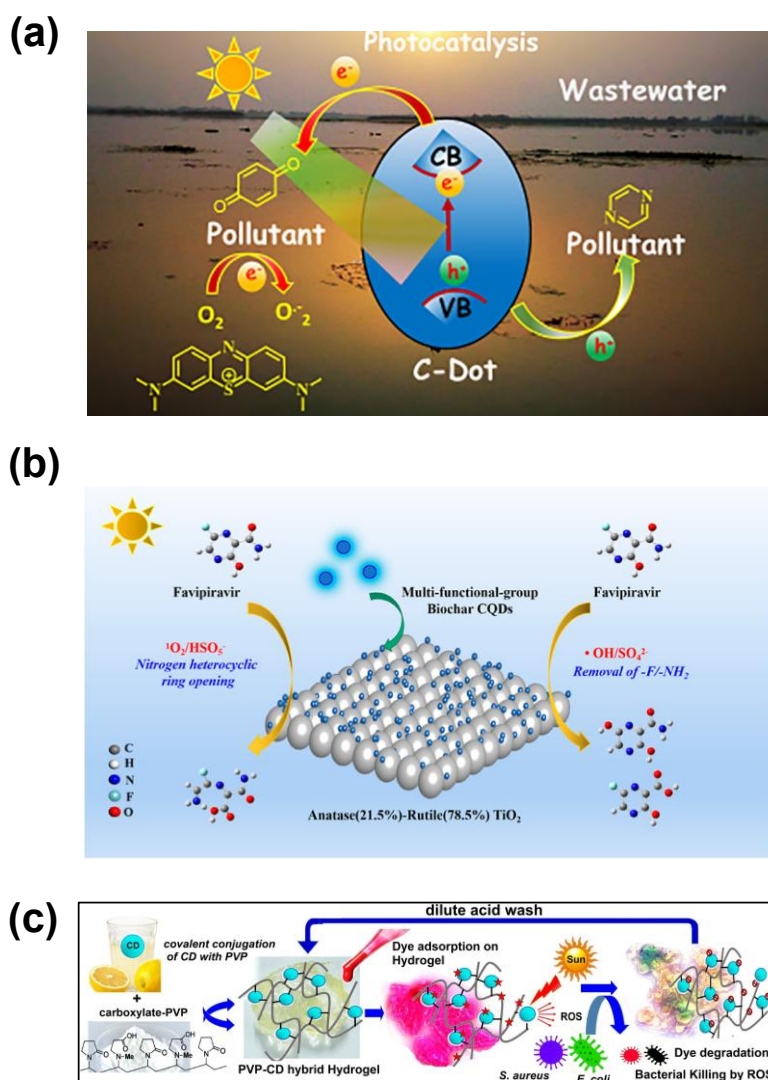 (a)
Photocatalysis
e⁻
Wastewater
CB
e⁻
O
O
N
N
Pollutant
Pollutant
e⁻
h⁺
VB
O₂
O⁻˙₂
h⁺
C-Dot
N
N
S
N
(b)
Favipiravir
Multi-functional-group
Biochar CQDs
Favipiravir
¹O₂/HSO₅⁻
Nitrogen heterocyclic
ring opening
• OH/SO₄²⁻
Removal of -F/-NH₂
C
H
N
F
O
Anatase(21.5%)-Rutile(78.5%) TiO₂
(c)
dilute acid wash
CD
covalent conjugation
of CD with PVP
+
carboxylate-PVP
Dye adsorption on
Hydrogel
Sun
ROS
PVP-CD hybrid Hydrogel
S. aureus
E. coli
Dye degradation
Bacterial Killing by ROS